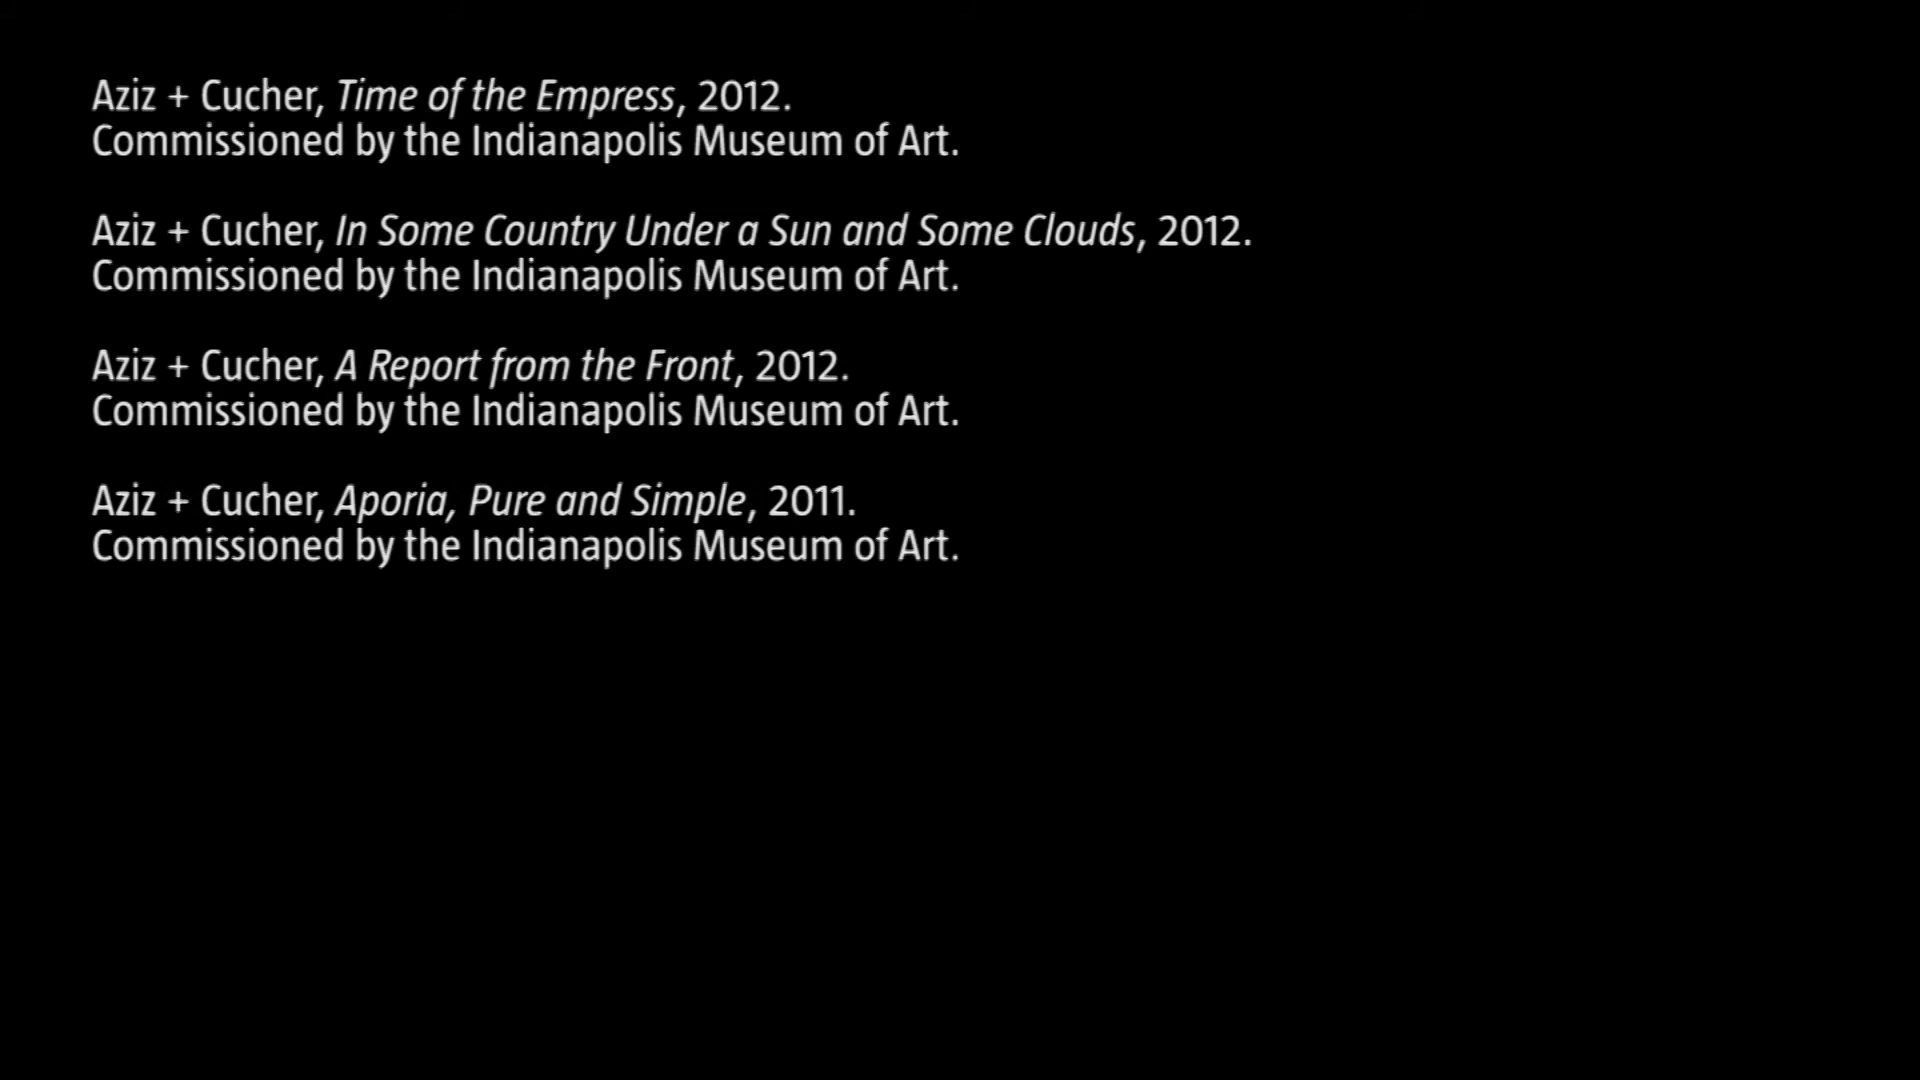 Aziz + Cucher, Time of the Empress, 2012.
Commissioned by the Indianapolis Museum of Art.
Aziz + Cucher, In Some Country Under a Sun and Some Clouds, 2012.
Commissioned by the Indianapolis Museum of Art.
Aziz + Cucher, A Report from the Front, 2012.
Commissioned by the Indianapolis Museum of Art.
Aziz + Cucher, Aporia, Pure and Simple, 2011.
Commissioned by the Indianapolis Museum of Art.